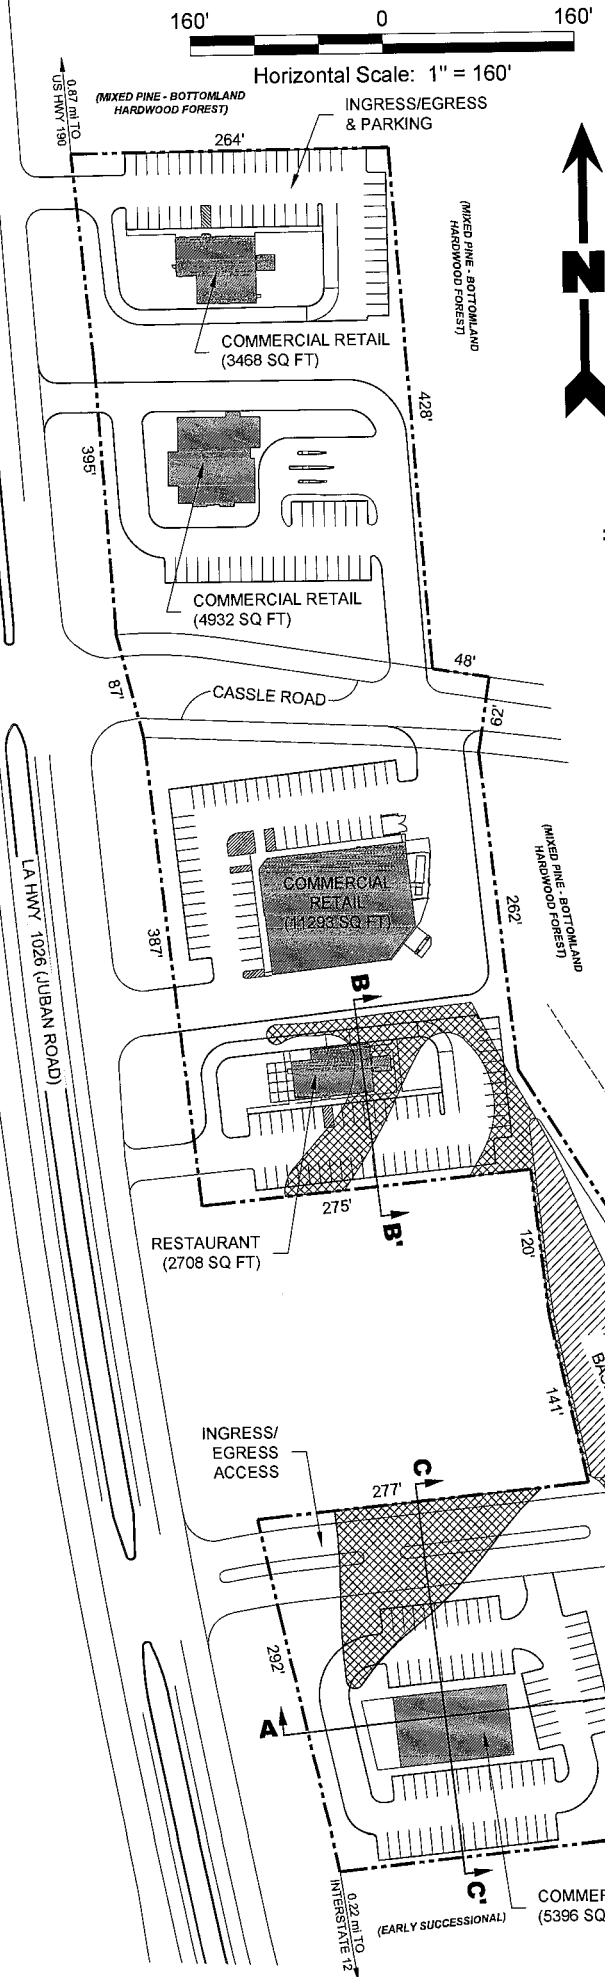 160'
0
160'
Horizontal Scale: 1" = 160'
0.87 mi TO
US HWY 190
(MIXED PINE - BOTTOMLAND
HARDWOOD FOREST)
INGRESS/EGRESS
& PARKING
264'
(MIXED PINE - BOTTOMLAND
HARDWOOD FOREST)
N
COMMERCIAL RETAIL
(3468 SQ FT)
428'
395'
COMMERCIAL RETAIL
(4932 SQ FT)
48'
87'
CASSLE ROAD
29'
LA HWY 1026 (JUBAN ROAD)
COMMERCIAL
RETAIL
(11293 SQ FT)
(MIXED PINE - BOTTOMLAND
HARDWOOD FOREST)
262'
387'
B
275'
B'
RESTAURANT
(2708 SQ FT)
120'
141'
INGRESS/
EGRESS
ACCESS
C
277'
292'
A
C'
0.22 mi TO
INTERSTATE 12
(EARLY SUCCESSIONAL)
COMMER
(5396 SQ